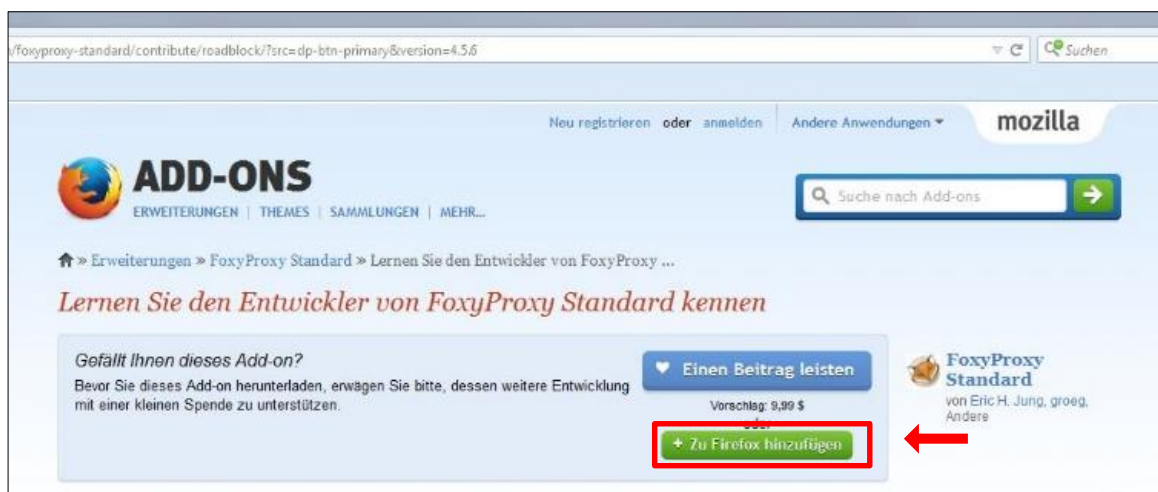 /foxyproxy-standard/contribute/roadblock/?src=dp-btn-primary&version=4.5.6
Suchen
Neu registrieren oder anmelden
Andere Anwendungen
mozilla
ADD-ONS
ERWEITERUNGEN | THEMES | SAMMLUNGEN | MEHR...
Suche nach Add-ons
» Erweiterungen » FoxyProxy Standard » Lernen Sie den Entwickler von FoxyProxy ...
Lernen Sie den Entwickler von FoxyProxy Standard kennen
Gefällt Ihnen dieses Add-on?
Bevor Sie dieses Add-on herunterladen, erwägen Sie bitte, dessen weitere Entwicklung
mit einer kleinen Spende zu unterstützen.
Einen Beitrag leisten
Vorschlag: 9,99 $
oder
+ Zu Firefox hinzufügen
FoxyProxy
Standard
von Eric H. Jung, groeg,
Andere